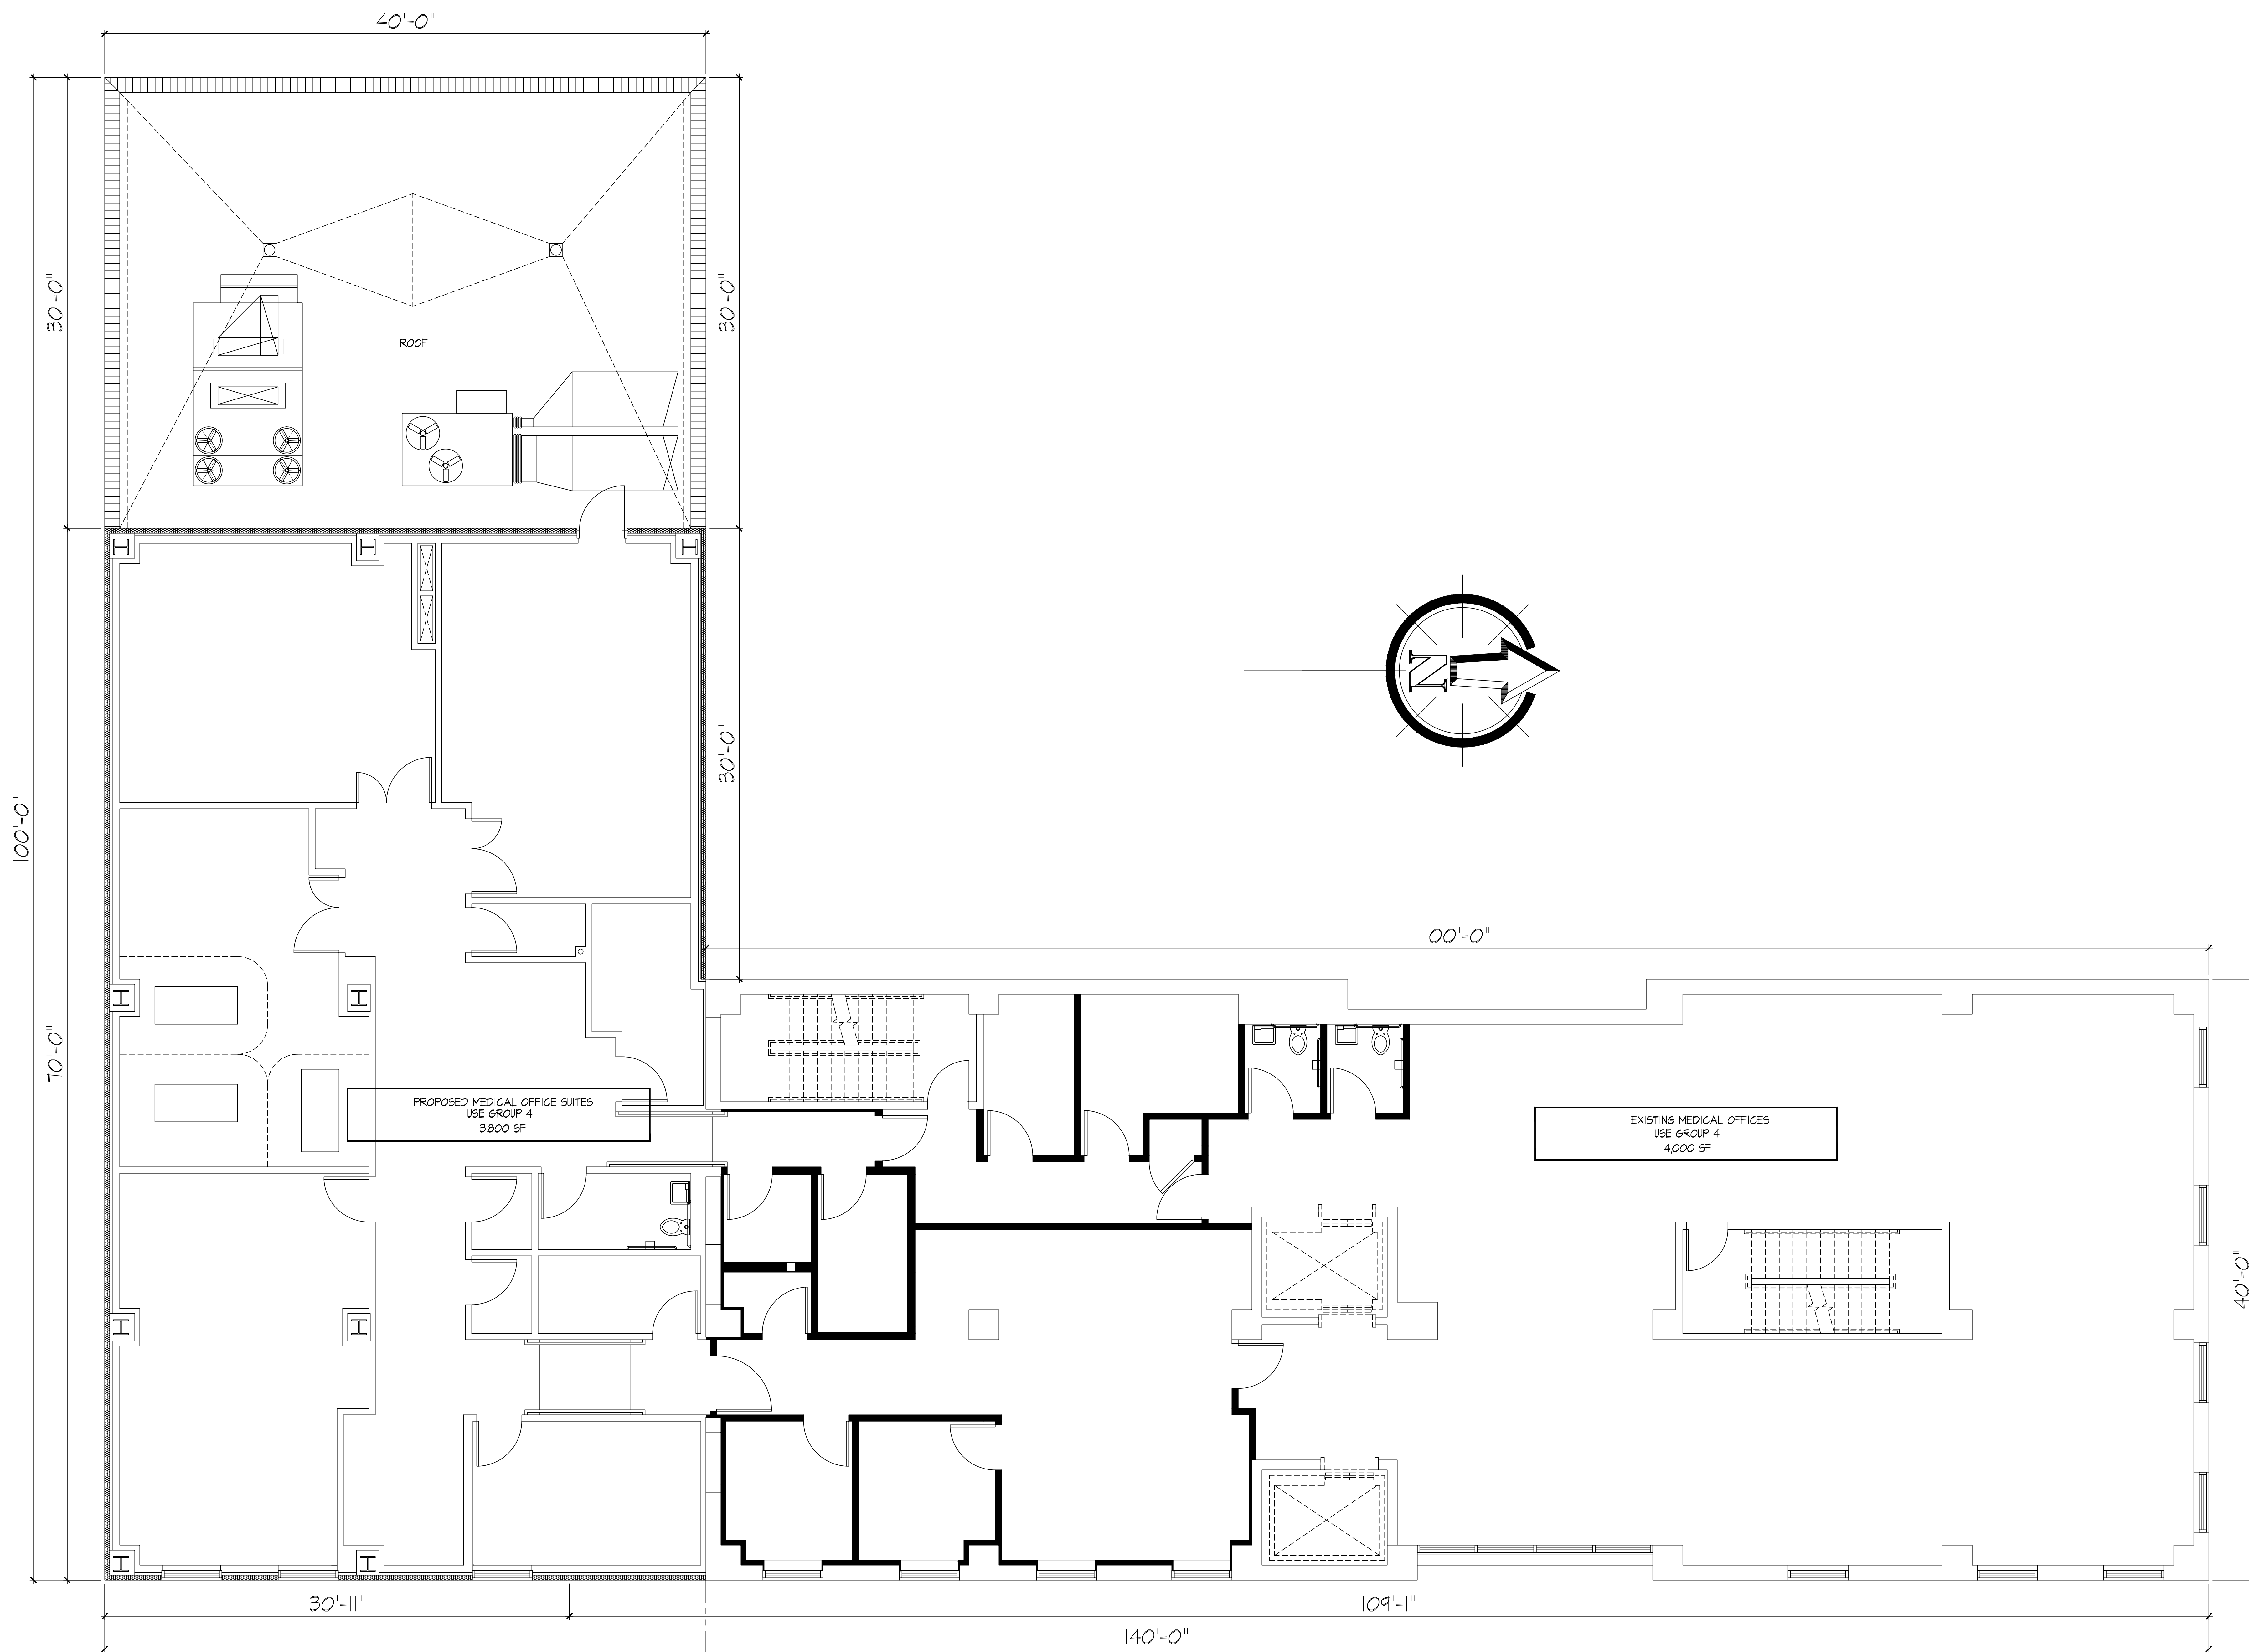 40'-0"
30'-0"
30'-0"
ROOF
N
30'-0"
100'-0"
100'-0"
70'-0"
PROPOSED MEDICAL OFFICE SUITES
USE GROUP 4
3,800 SF
EXISTING MEDICAL OFFICES
USE GROUP 4
4,000 SF
40'-0"
30'-11"
109'-1"
140'-0"